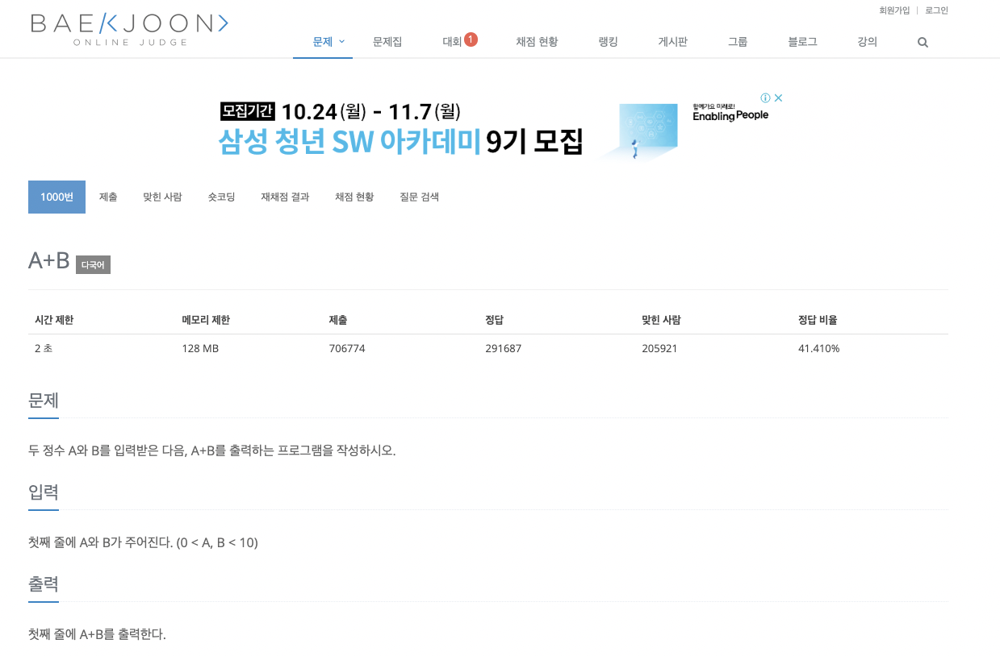 회원가입 | 로그인
BAEKJOON>
ONLINE JUDGE
문제 문제집 대회 1 채점 현황 랭킹 게시판 그룹 블로그 강의
모집기간 10.24(월) - 11.7(월)
삼성 청년 SW 아카데미 9기 모집
함께가요 미래로!
Enabling People
1000번 제출 맞힌 사람 숏코딩 재채점 결과 채점 현황 질문 검색
A+B 다국어
시간 제한 메모리 제한 제출 정답 맞힌 사람 정답 비율
2 초 128 MB 706774 291687 205921 41.410%
문제
두 정수 A와 B를 입력받은 다음, A+B를 출력하는 프로그램을 작성하시오.
입력
첫째 줄에 A와 B가 주어진다. (0 < A, B < 10)
출력
첫째 줄에 A+B를 출력한다.